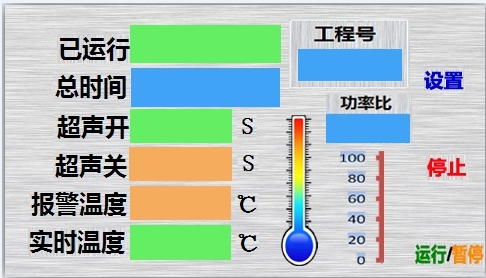 已运行
总时间
超声开 S
超声关 S
报警温度 ℃
实时温度 ℃
工程号
功率比
100
80
60
40
20
0
设置
停止
运行/暂停